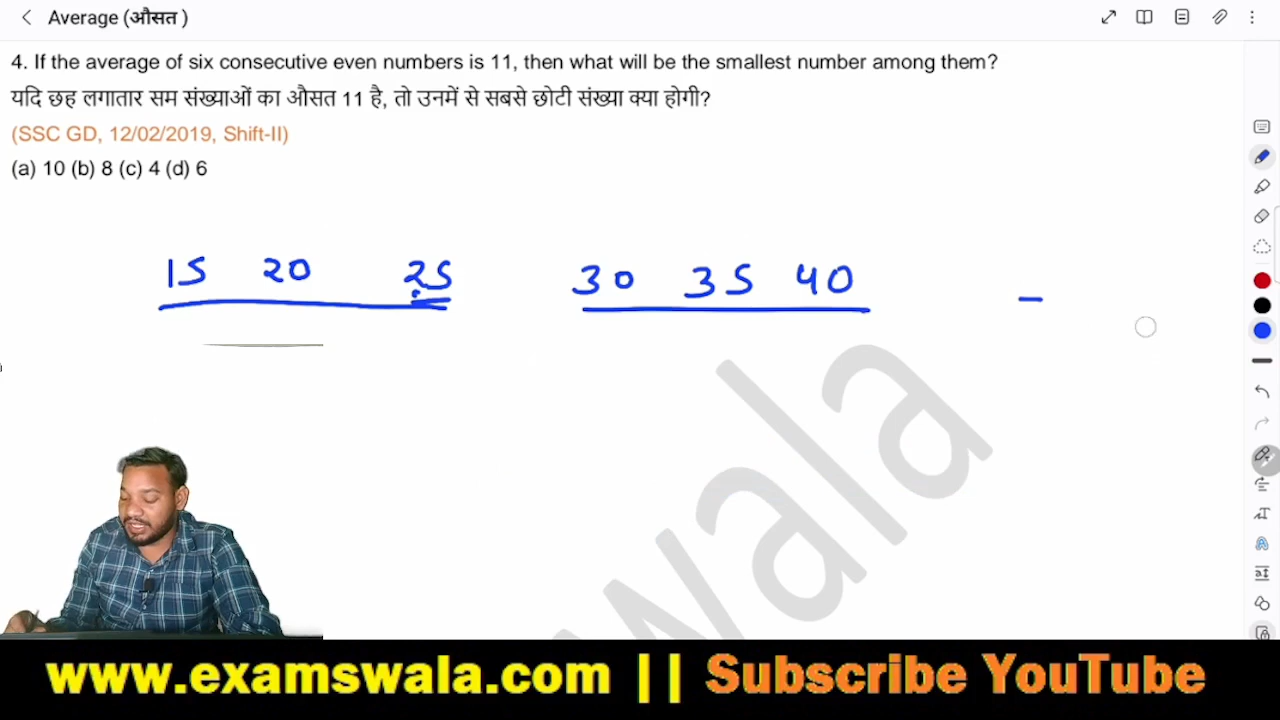 Average (औसत )
4. If the average of six consecutive even numbers is 11, then what will be the smallest number among them?
यदि छह लगातार सम संख्याओं का औसत 11 है, तो उनमें से सबसे छोटी संख्या क्या होगी?
(SSC GD, 12/02/2019, Shift-II)
(a) 10 (b) 8 (c) 4 (d) 6
15 20 25 30 35 40 –
wala
www.examswala.com || Subscribe YouTube